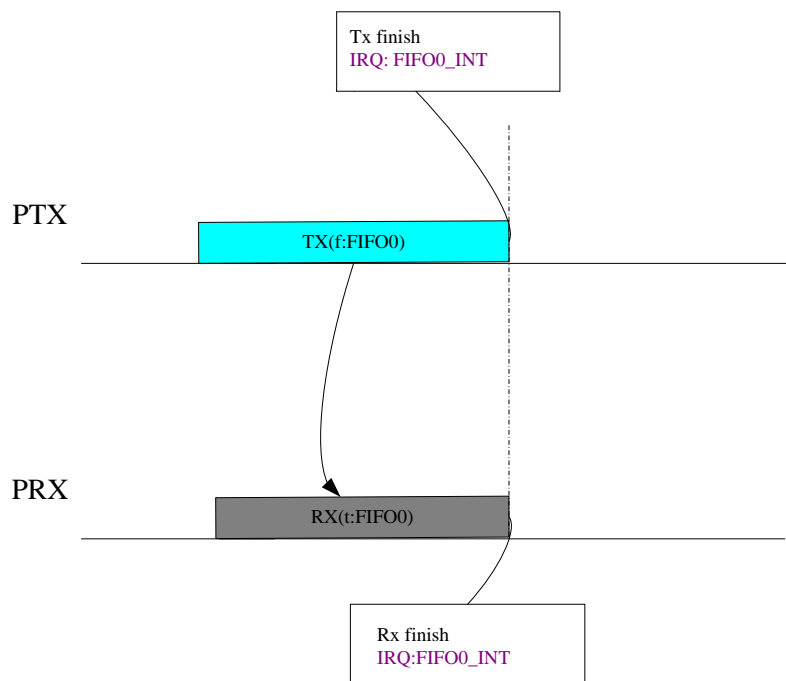 Tx finish
IRQ: FIFO0_INT
PTX
TX(f:FIFO0)
PRX
RX(t:FIFO0)
Rx finish
IRQ:FIFO0_INT